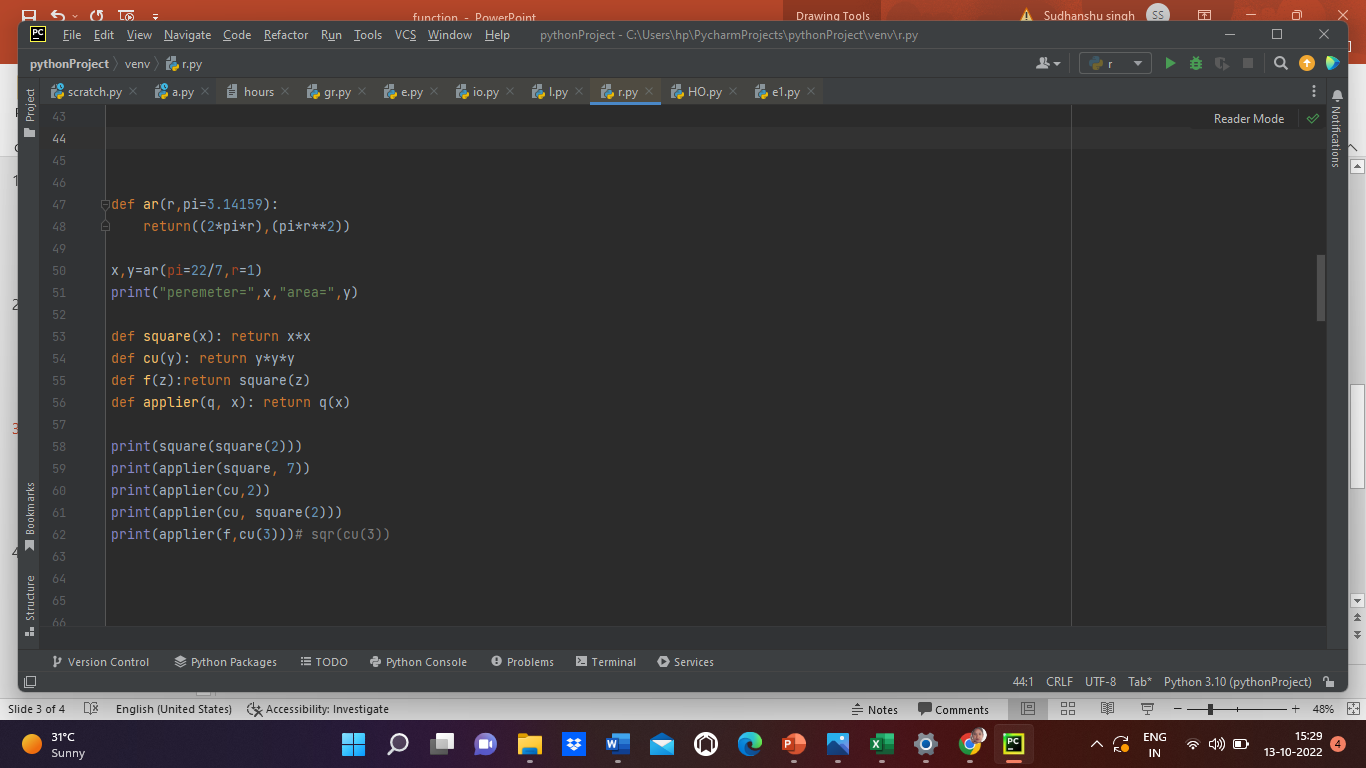 function - PowerPoint
Drawing Tools
Sudhanshu singh
SS
PC File Edit View Navigate Code Refactor Run Tools VCS Window Help pythonProject - C:\Users\hp\PycharmProjects\pythonProject\venv\r.py
pythonProject venv r.py
r
scratch.py a.py hours gr.py e.py io.py l.py r.py HO.py e1.py
Project
Notifications
Reader Mode
43
44
45
46
47 def ar(r,pi=3.14159):
48 return((2*pi*r),(pi*r**2))
49
50 x,y=ar(pi=22/7,r=1)
51 print("peremeter=",x,"area=",y)
52
53 def square(x): return x*x
54 def cu(y): return y*y*y
55 def f(z):return square(z)
56 def applier(q, x): return q(x)
57
58 print(square(square(2)))
59 print(applier(square, 7))
60 print(applier(cu,2))
61 print(applier(cu, square(2)))
62 print(applier(f,cu(3)))# sqr(cu(3))
63
64
65
66
1
2
3
4
Bookmarks
Structure
Version Control Python Packages TODO Python Console Problems Terminal Services
44:1 CRLF UTF-8 Tab* Python 3.10 (pythonProject)
Slide 3 of 4 English (United States) Accessibility: Investigate Notes Comments 48%
31°C
Sunny
ENG
IN
15:29
13-10-2022
4